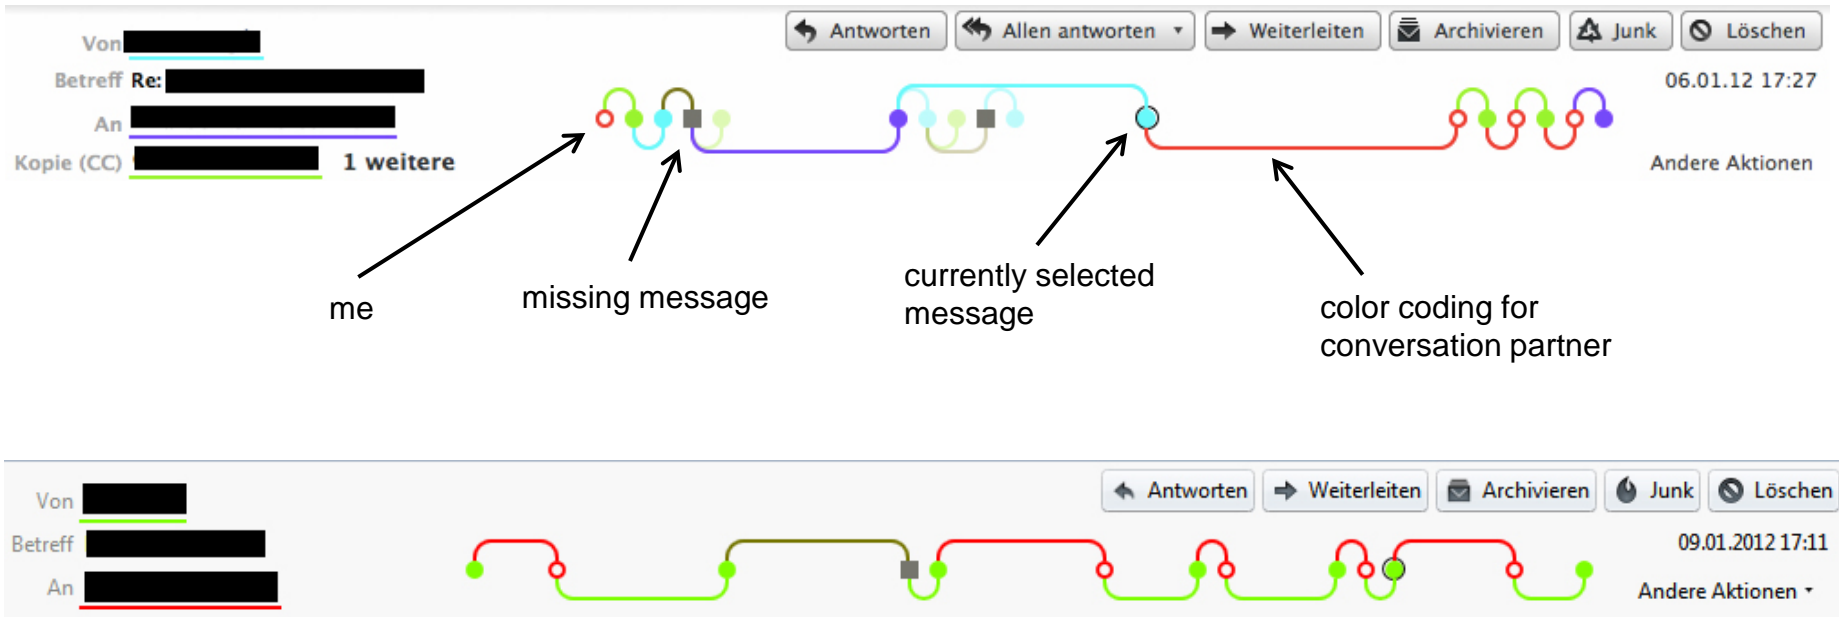 Antworten Allen antworten Weiterleiten Archivieren Junk Löschen
Von
Betreff Re: 06.01.12 17:27
An
Kopie (CC) 1 weitere Andere Aktionen
me
missing message
currently selected
message
color coding for
conversation partner
Antworten Weiterleiten Archivieren Junk Löschen
Von
Betreff 09.01.2012 17:11
An Andere Aktionen